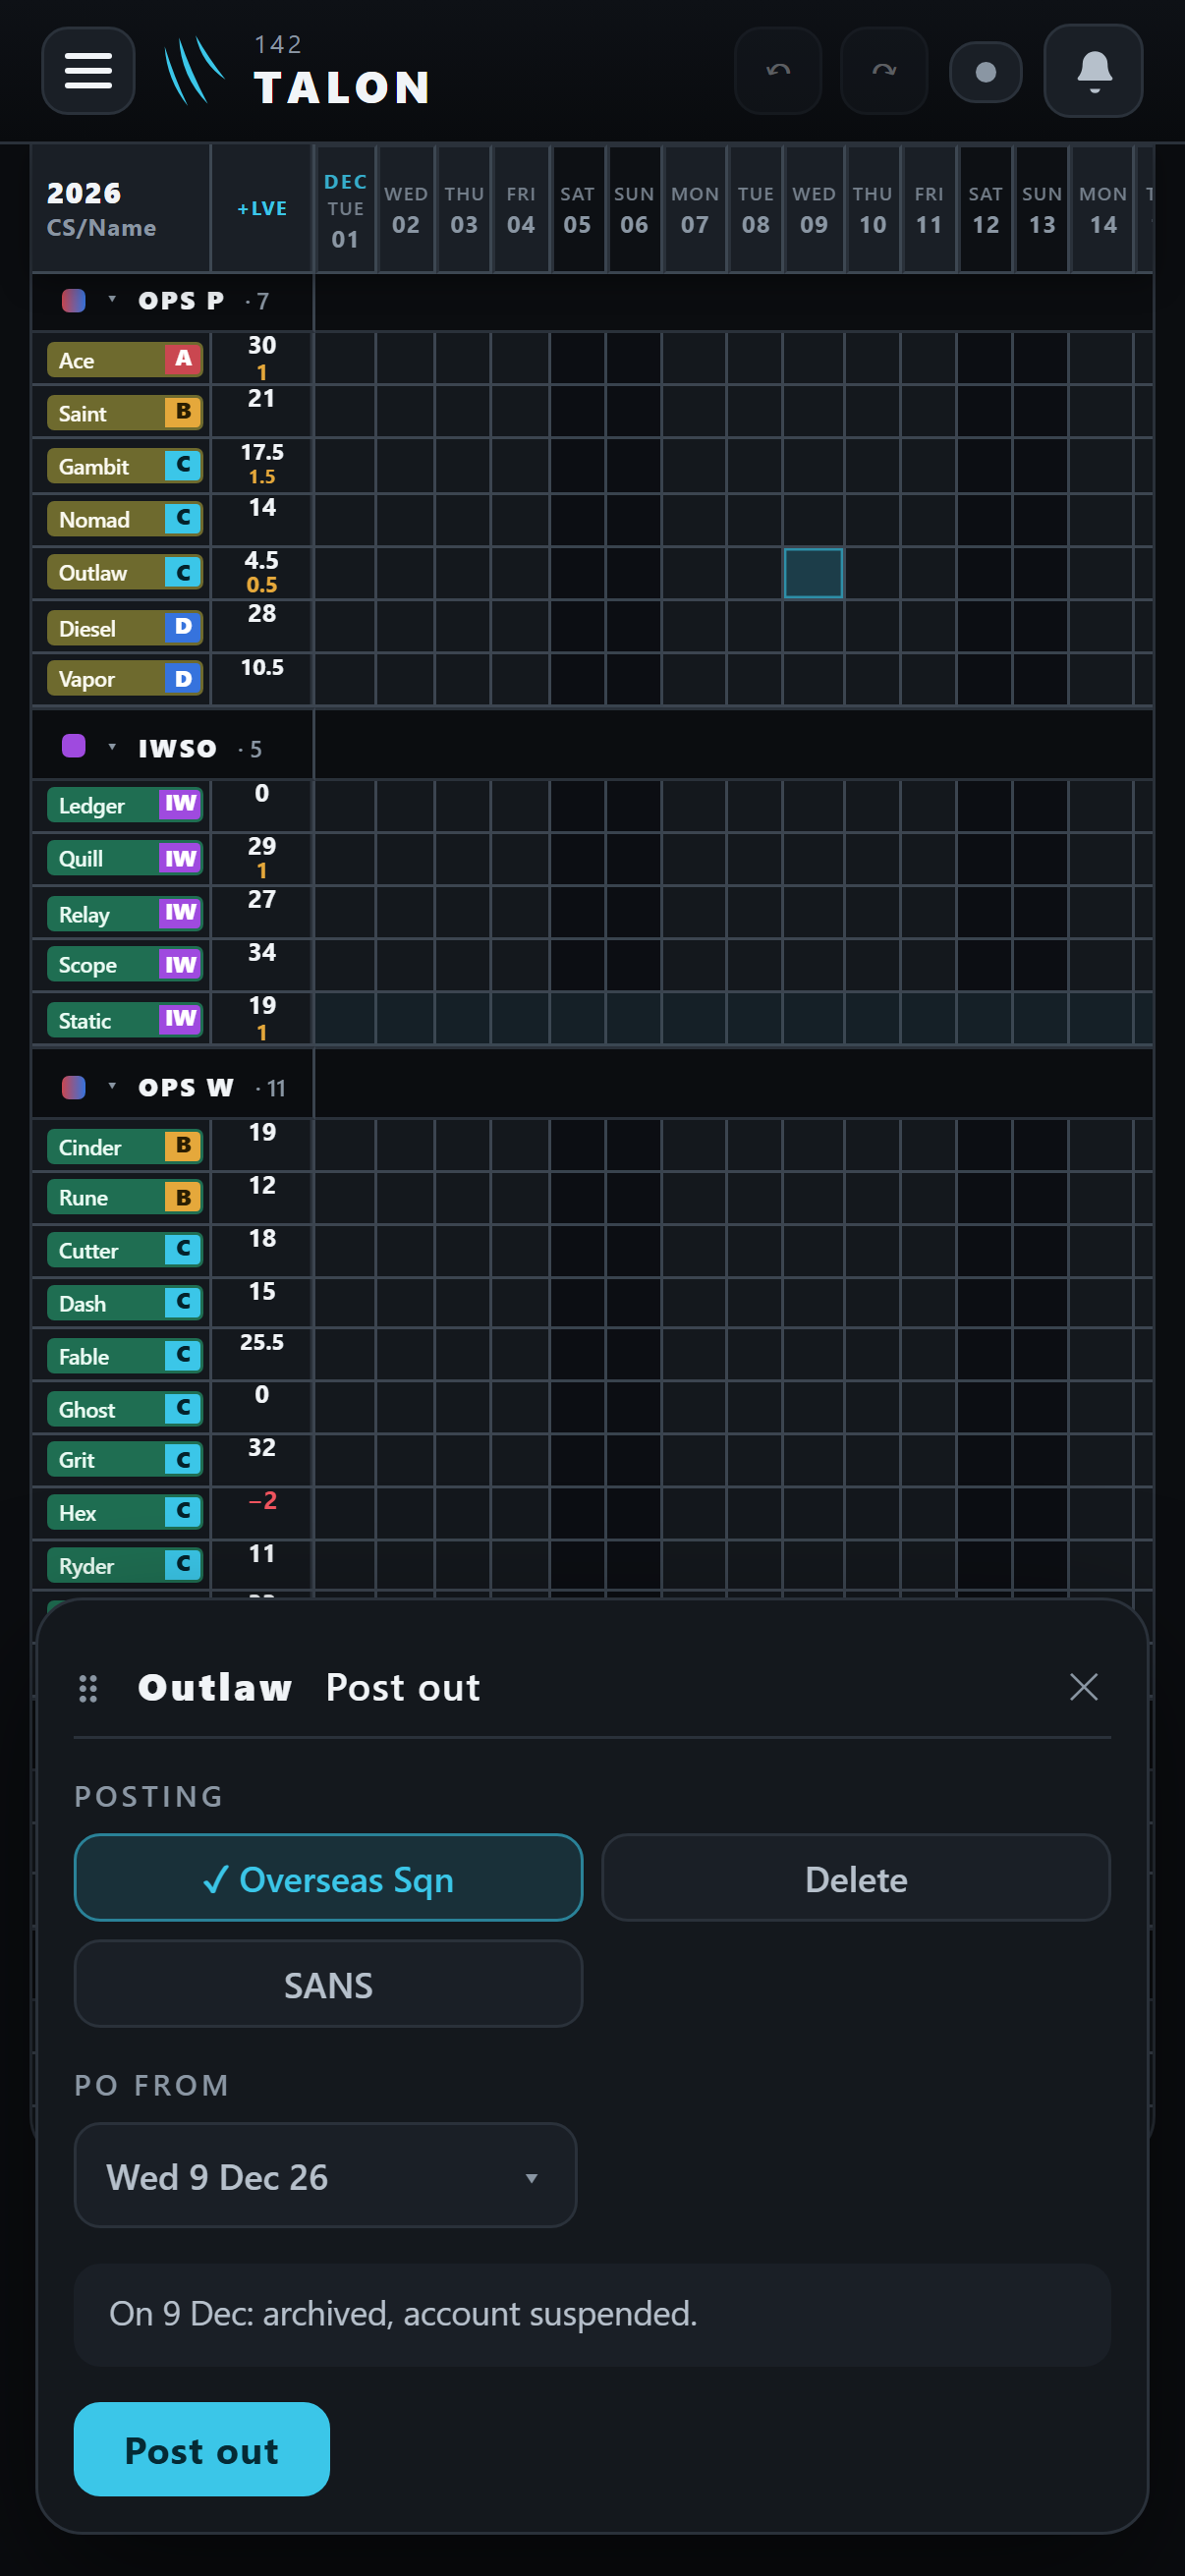 142
TALON
2026
CS/Name
+LVE
DEC
TUE WED THU FRI SAT SUN MON TUE WED THU FRI SAT SUN MON
01 02 03 04 05 06 07 08 09 10 11 12 13 14
OPS P · 7
Ace A 30
1
Saint B 21
Gambit C 17.5
1.5
Nomad C 14
Outlaw C 4.5
0.5
Diesel D 28
Vapor D 10.5
IWSO · 5
Ledger IW 0
Quill IW 29
1
Relay IW 27
Scope IW 34
Static IW 19
1
OPS W · 11
Cinder B 19
Rune B 12
Cutter C 18
Dash C 15
Fable C 25.5
Ghost C 0
Grit C 32
Hex C −2
Ryder C 11
Outlaw Post out
POSTING
✓ Overseas Sqn
Delete
SANS
PO FROM
Wed 9 Dec 26
On 9 Dec: archived, account suspended.
Post out